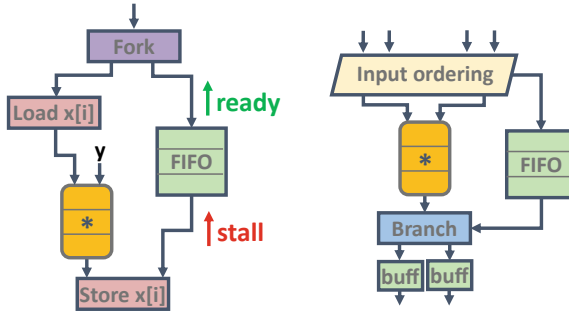 Fork
ready
Load x[i]
y
FIFO
*
stall
Store x[i]
Input ordering
*
FIFO
Branch
buff buff